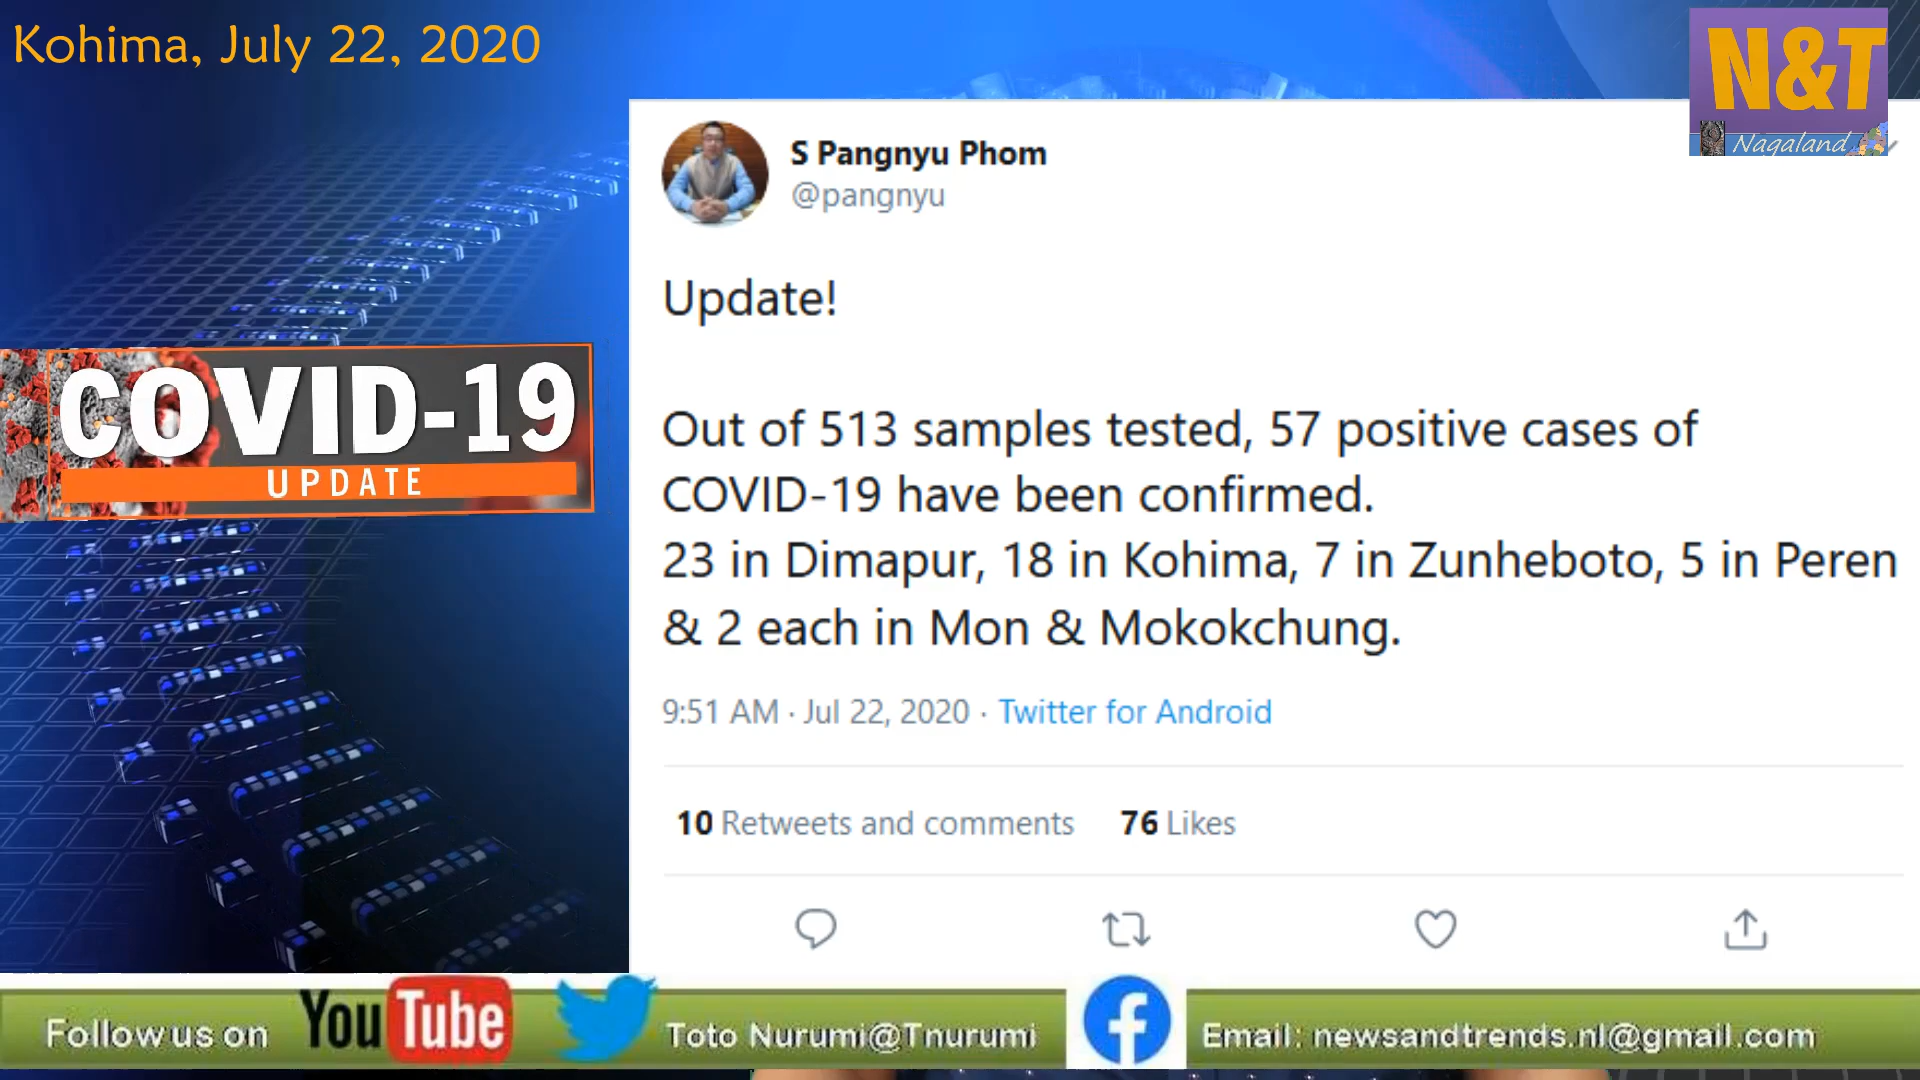 Kohima, July 22, 2020
N&T
Nagaland
S Pangnyu Phom
@pangnyu
Update!
Out of 513 samples tested, 57 positive cases of
COVID-19 have been confirmed.
23 in Dimapur, 18 in Kohima, 7 in Zunheboto, 5 in Peren
& 2 each in Mon & Mokokchung.
9:51 AM · Jul 22, 2020 · Twitter for Android
10 Retweets and comments 76 Likes
COVID-19
UPDATE
Follow us on YouTube Toto Nurumi@Tnurumi f Email: newsandtrends.nl@gmail.com